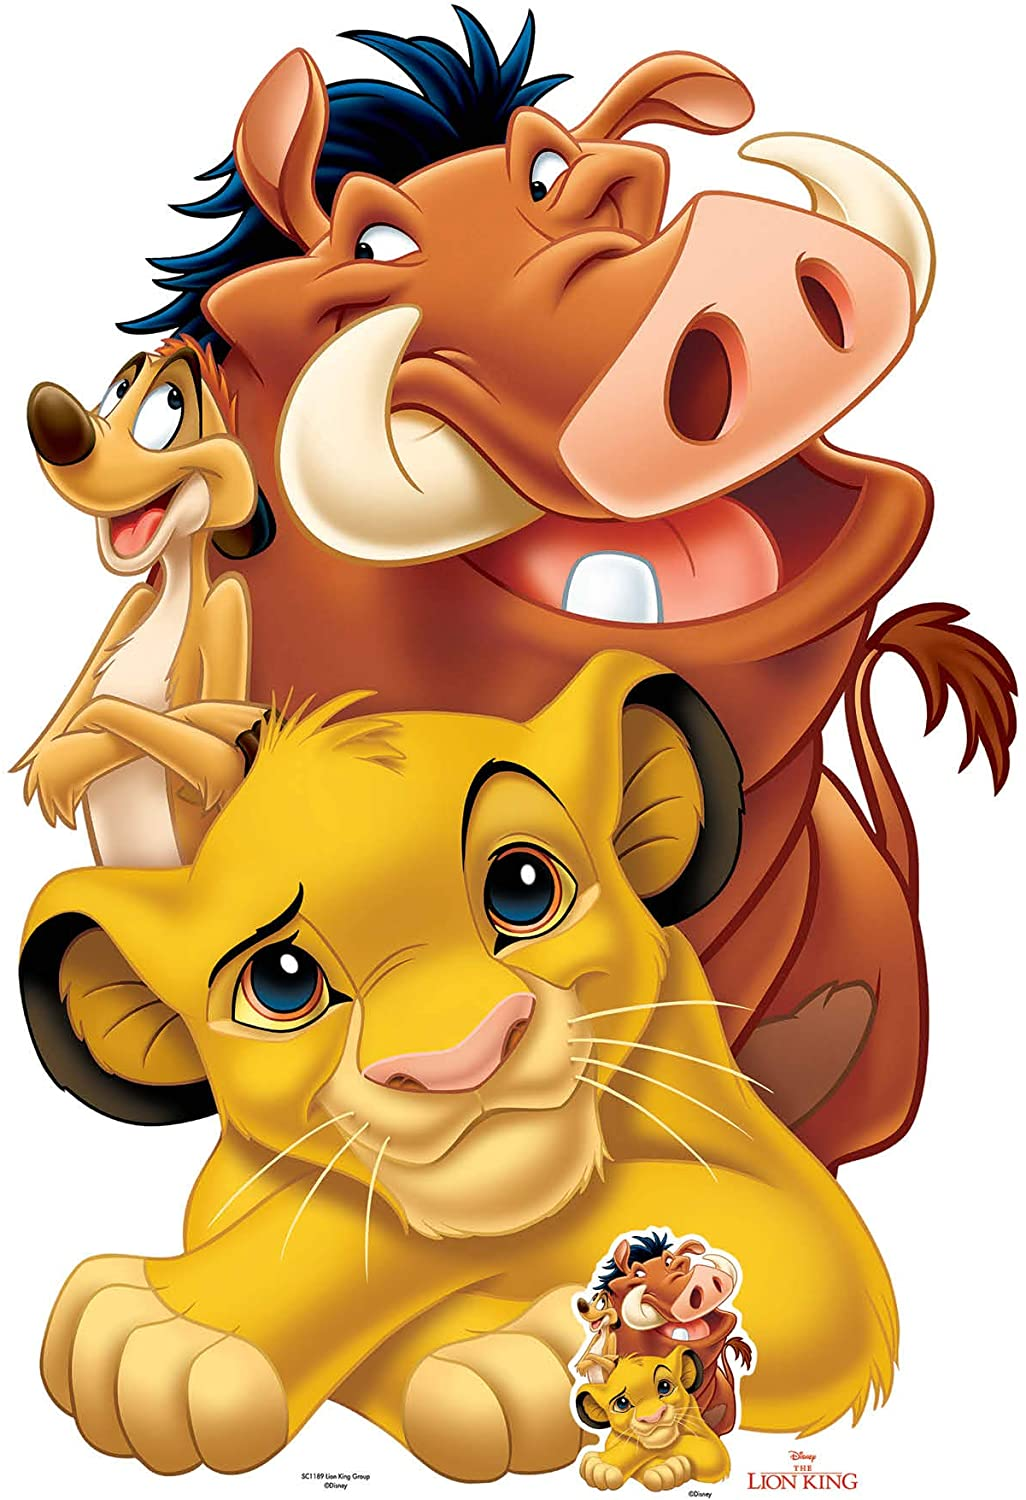 SC1189 Lion King Group
©Disney
©Disney
Disney
THE
LION KING